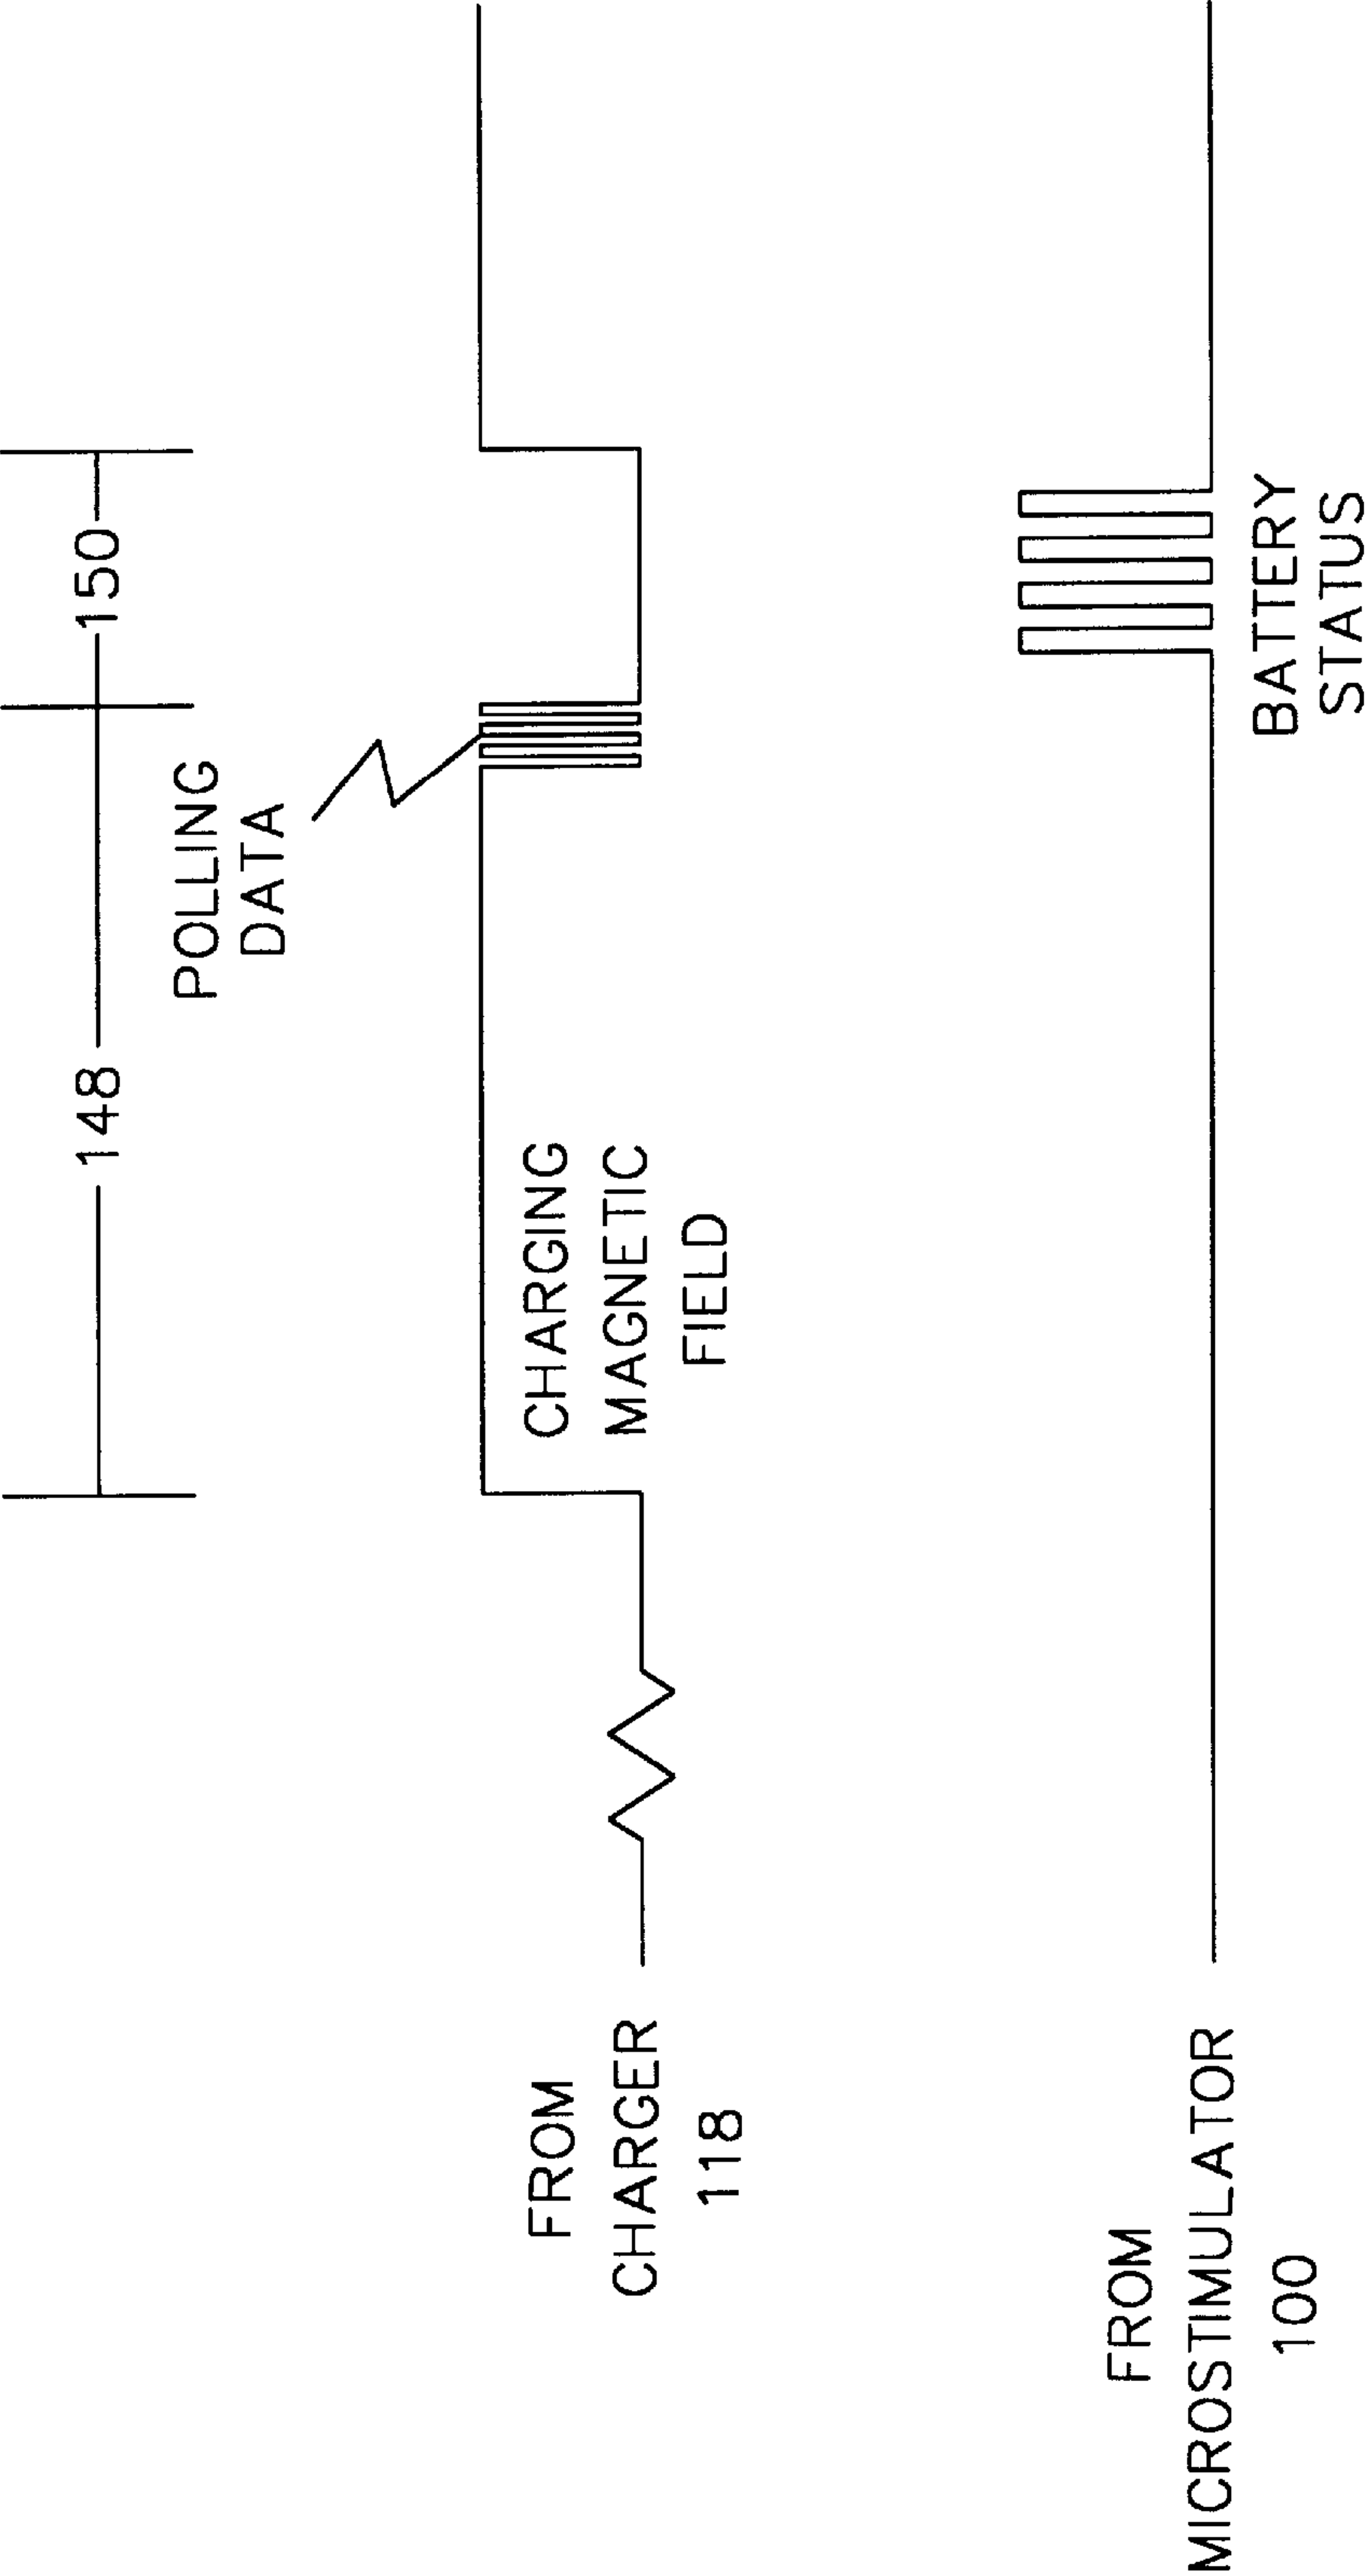 148
150
POLLING
DATA
FROM
CHARGER
118
CHARGING
MAGNETIC
FIELD
FROM
MICROSTIMULATOR
100
BATTERY
STATUS